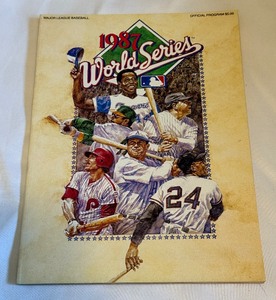 MAJOR LEAGUE BASEBALL
OFFICIAL PROGRAM $5.00
1987
World Series
24